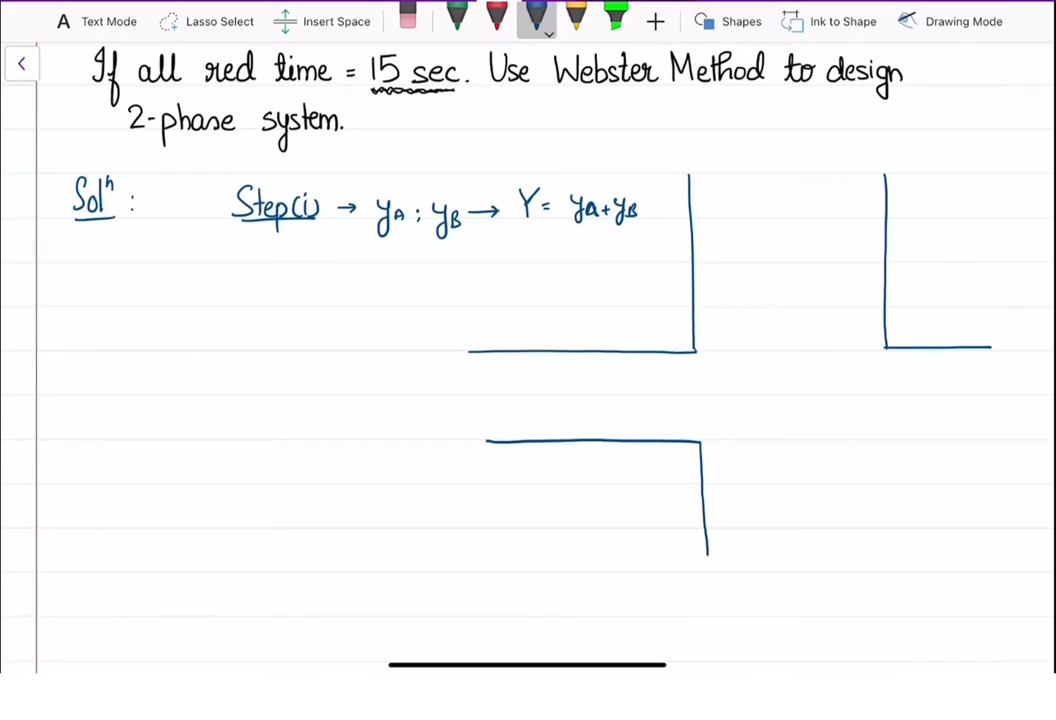 A Text Mode Lasso Select Insert Space Shapes Ink to Shape Drawing Mode
If all red time = 15 sec. Use Webster Method to design
2-phase system.
Solⁿ : Step(i) → yA ; yB → Y = yA+yB